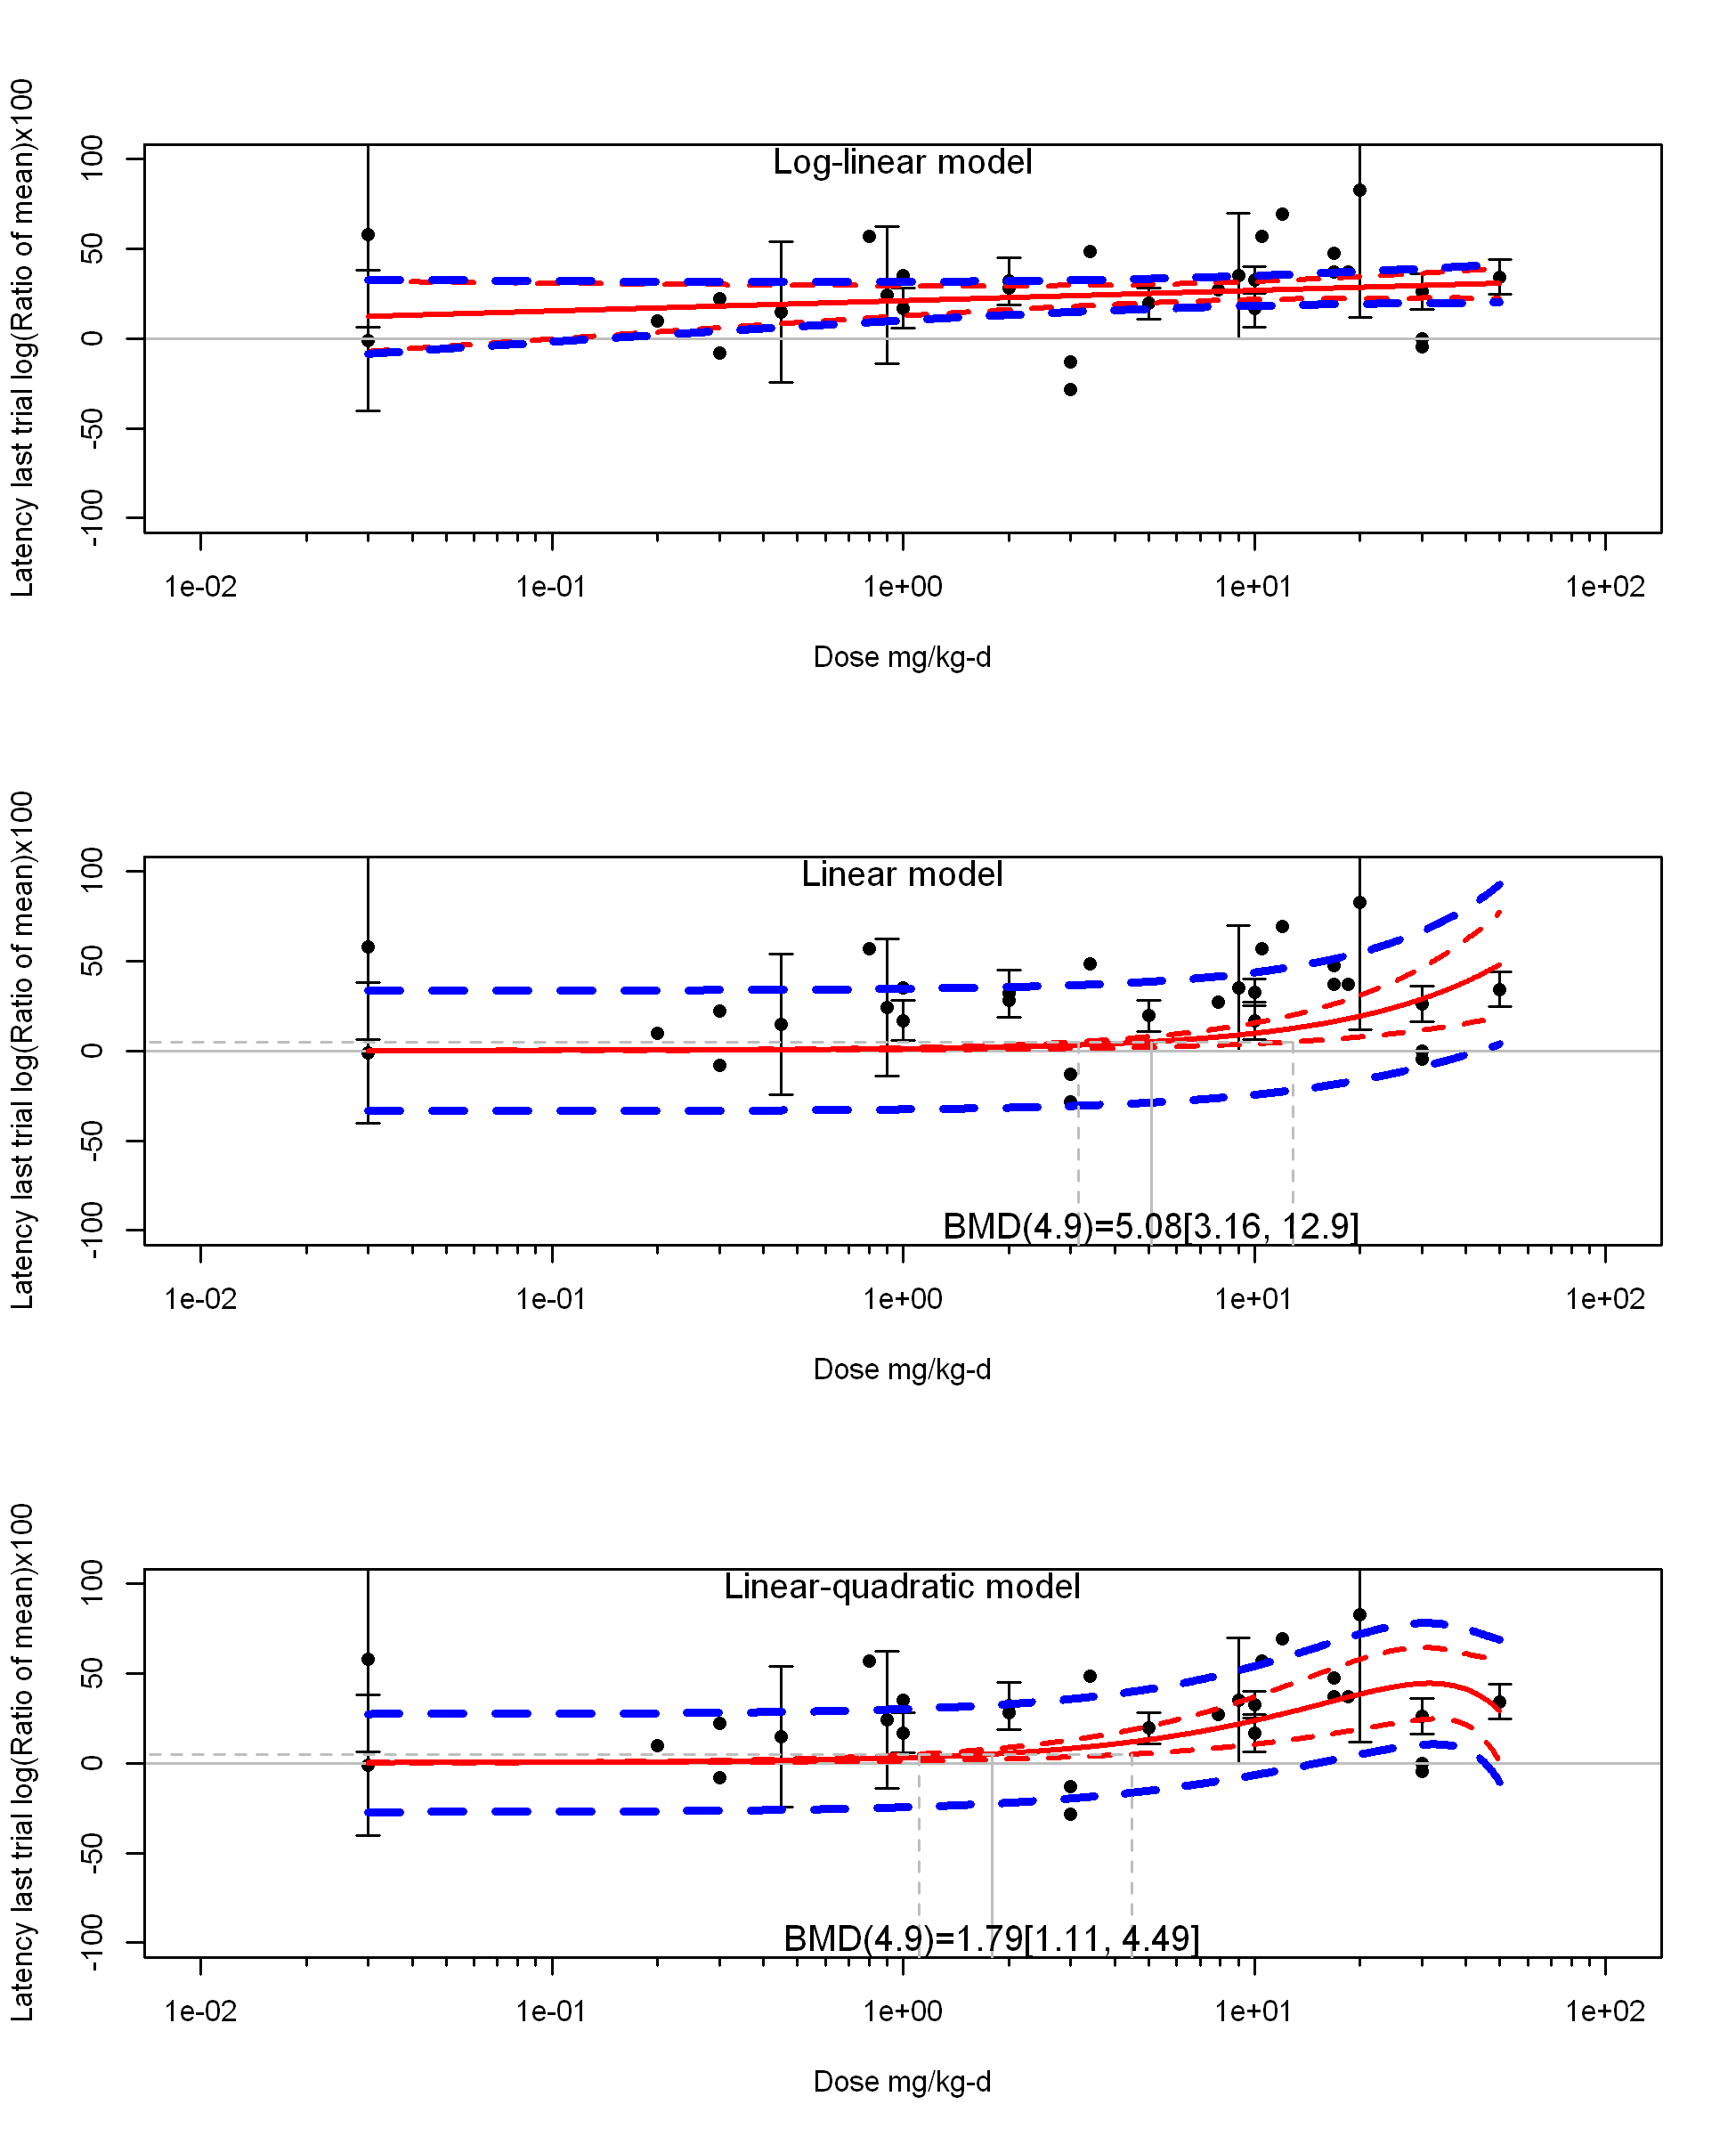 Log-linear model
Latency last trial log(Ratio of mean)x100
100
50
0
-50
-100
1e-02 1e-01 1e+00 1e+01 1e+02
Dose mg/kg-d
Linear model
Latency last trial log(Ratio of mean)x100
100
50
0
-50
-100
BMD(4.9)=5.08[3.16, 12.9]
1e-02 1e-01 1e+00 1e+01 1e+02
Dose mg/kg-d
Linear-quadratic model
Latency last trial log(Ratio of mean)x100
100
50
0
-50
-100
BMD(4.9)=1.79[1.11, 4.49]
1e-02 1e-01 1e+00 1e+01 1e+02
Dose mg/kg-d